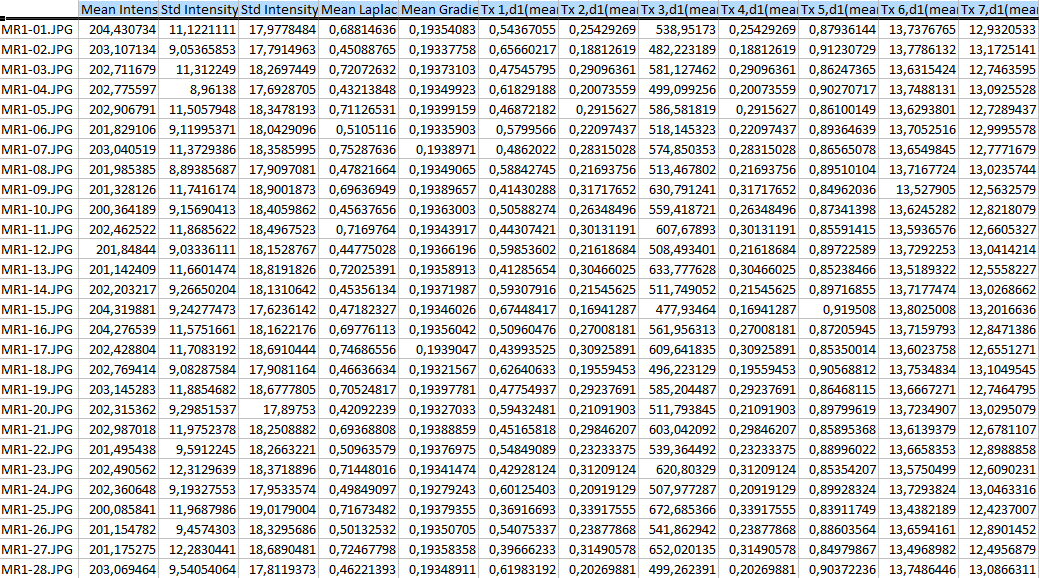 Mean Intens Std Intensity Std Intensity Mean Laplac Mean Gradie Tx 1,d1(mear Tx 2,d1(mear Tx 3,d1(mear Tx 4,d1(mear Tx 5,d1(mear Tx 6,d1(mear Tx 7,d1(mear
MR1-01.JPG 204,430734 11,1221111 17,9778484 0,68814636 0,19354083 0,54367055 0,25429269 538,95173 0,25429269 0,87936144 13,7376765 12,9320533
MR1-02.JPG 203,107134 9,05365853 17,7914963 0,45088765 0,19337758 0,65660217 0,18812619 482,223189 0,18812619 0,91230729 13,7786132 13,1725141
MR1-03.JPG 202,711679 11,312249 18,2697449 0,72072632 0,19373103 0,47545795 0,29096361 581,127462 0,29096361 0,86247365 13,6315424 12,7463595
MR1-04.JPG 202,775597 8,96138 17,6928705 0,43213848 0,19349923 0,61829188 0,20073559 499,099256 0,20073559 0,90270717 13,7488131 13,0925528
MR1-05.JPG 202,906791 11,5057948 18,3478193 0,71126531 0,19399159 0,46872182 0,2915627 586,581819 0,2915627 0,86100149 13,6293801 12,7289437
MR1-06.JPG 201,829106 9,11995371 18,0429096 0,5105116 0,19335903 0,5799566 0,22097437 518,145323 0,22097437 0,89364639 13,7052516 12,9995578
MR1-07.JPG 203,040519 11,3729386 18,3585995 0,75287636 0,1938971 0,4862022 0,28315028 574,850353 0,28315028 0,86565078 13,6549845 12,7771679
MR1-08.JPG 201,985385 8,89385687 17,9097081 0,47821664 0,19349065 0,58842745 0,21693756 513,467802 0,21693756 0,89510104 13,7167724 13,0235744
MR1-09.JPG 201,328126 11,7416174 18,9001873 0,69636949 0,19389657 0,41430288 0,31717652 630,791241 0,31717652 0,84962036 13,527905 12,5632579
MR1-10.JPG 200,364189 9,15690413 18,4059862 0,45637656 0,19363003 0,50588274 0,26348496 559,418721 0,26348496 0,87341398 13,6245282 12,8218079
MR1-11.JPG 202,462522 11,8685622 18,4967523 0,7169764 0,19343917 0,44307421 0,30131191 607,67893 0,30131191 0,85591415 13,5936576 12,6605327
MR1-12.JPG 201,84844 9,03336111 18,1528767 0,44775028 0,19366196 0,59853602 0,21618684 508,493401 0,21618684 0,89722589 13,7292253 13,0414214
MR1-13.JPG 201,142409 11,6601474 18,8191826 0,72025391 0,19358913 0,41285654 0,30466025 633,777628 0,30466025 0,85238466 13,5189322 12,5558227
MR1-14.JPG 202,203217 9,26650204 18,1310642 0,45356134 0,19371987 0,59307916 0,21545625 511,749052 0,21545625 0,89716855 13,7177474 13,0268662
MR1-15.JPG 204,319881 9,24277473 17,6236142 0,47182327 0,19346026 0,67448417 0,16941287 477,93464 0,16941287 0,919508 13,8025008 13,2016636
MR1-16.JPG 204,276539 11,5751661 18,1622176 0,69776113 0,19356042 0,50960476 0,27008181 561,956313 0,27008181 0,87205945 13,7159793 12,8471386
MR1-17.JPG 202,428804 11,7083192 18,6910444 0,74686556 0,1939047 0,43993525 0,30925891 609,641835 0,30925891 0,85350014 13,6023758 12,6551271
MR1-18.JPG 202,769414 9,08287584 17,9081164 0,46636634 0,19321567 0,62640633 0,19559453 496,223129 0,19559453 0,90568812 13,7534834 13,1049545
MR1-19.JPG 203,145283 11,8854682 18,6777805 0,70524817 0,19397781 0,47754937 0,29237691 585,204487 0,29237691 0,86468115 13,6667271 12,7464795
MR1-20.JPG 202,315362 9,29851537 17,89753 0,42092239 0,19327033 0,59432481 0,21091903 511,793845 0,21091903 0,89799619 13,7234907 13,0295079
MR1-21.JPG 202,987018 11,9752378 18,2508882 0,69368808 0,19388859 0,45165818 0,29846207 603,042092 0,29846207 0,85895368 13,6139379 12,6781107
MR1-22.JPG 201,495438 9,5912245 18,2663221 0,50963579 0,19376975 0,54849089 0,23233375 539,364492 0,23233375 0,88996022 13,6658353 12,8988858
MR1-23.JPG 202,490562 12,3129639 18,3718896 0,71448016 0,19341474 0,42928124 0,31209124 620,80329 0,31209124 0,85354207 13,5750499 12,6090231
MR1-24.JPG 202,360648 9,19327553 17,9533574 0,49849097 0,19279243 0,60125403 0,20919129 507,977287 0,20919129 0,89928324 13,7293824 13,0463316
MR1-25.JPG 200,085841 11,9687986 19,0179004 0,71673482 0,19379355 0,36916693 0,33917555 672,685366 0,33917555 0,83911749 13,4382189 12,4237007
MR1-26.JPG 201,154782 9,4574303 18,3295686 0,50132532 0,19350705 0,54075337 0,23877868 541,862942 0,23877868 0,88603564 13,6594161 12,8901452
MR1-27.JPG 201,175275 12,2830441 18,6890481 0,72467798 0,19358358 0,39666233 0,31490578 652,020135 0,31490578 0,84979867 13,4968982 12,4956879
MR1-28.JPG 203,069464 9,54054064 17,8119373 0,46221393 0,19348911 0,61983192 0,20269881 499,262391 0,20269881 0,90372236 13,7486446 13,0866311